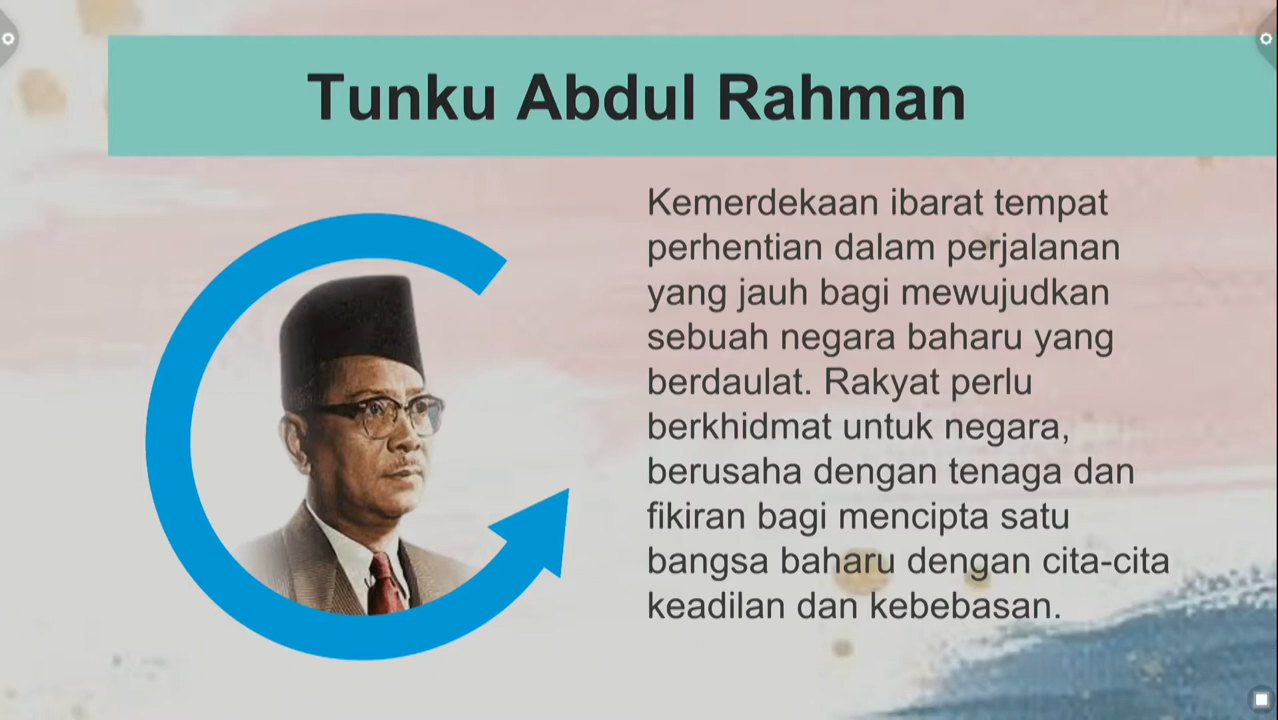 Tunku Abdul Rahman
Kemerdekaan ibarat tempat
perhentian dalam perjalanan
yang jauh bagi mewujudkan
sebuah negara baharu yang
berdaulat. Rakyat perlu
berkhidmat untuk negara,
berusaha dengan tenaga dan
fikiran bagi mencipta satu
bangsa baharu dengan cita-cita
keadilan dan kebebasan.